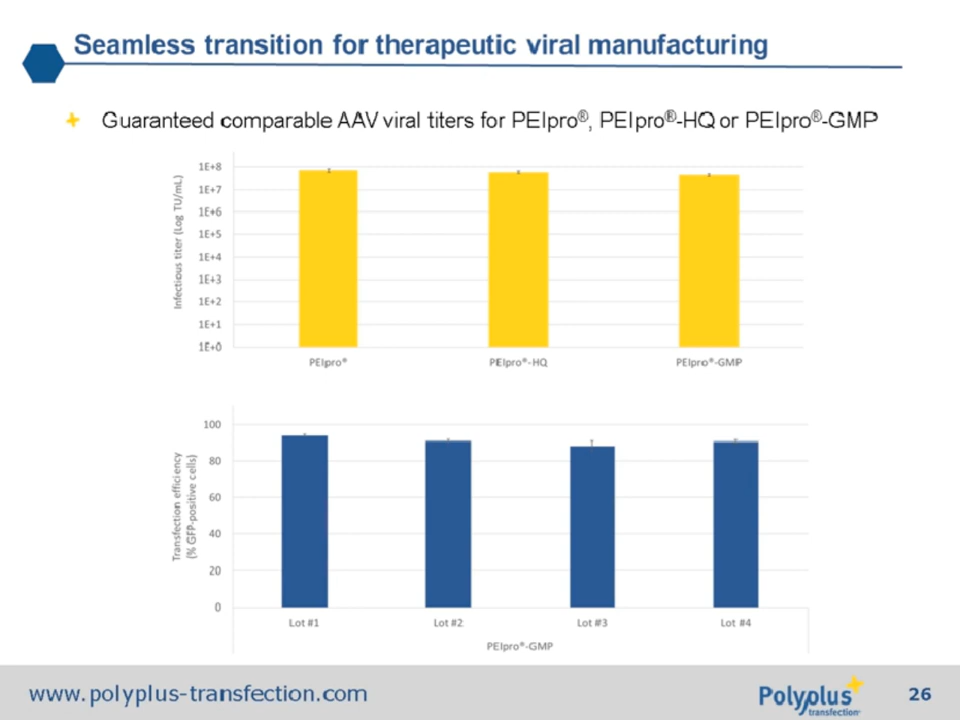 Seamless transition for therapeutic viral manufacturing
Guaranteed comparable AAV viral titers for PEIpro®, PEIpro®-HQ or PEIpro®-GMP
Infectious titer (Log TU/mL)
1E+8
1E+7
1E+6
1E+5
1E+4
1E+3
1E+2
1E+1
1E+0
PEIpro®
PEIpro®-HQ
PEIpro®-GMP
Transfection efficiency
(% GFP-positive cells)
100
80
60
40
20
0
Lot #1
Lot #2
Lot #3
Lot #4
PEIpro®-GMP
www.polyplus-transfection.com
Polyplus
transfection
26